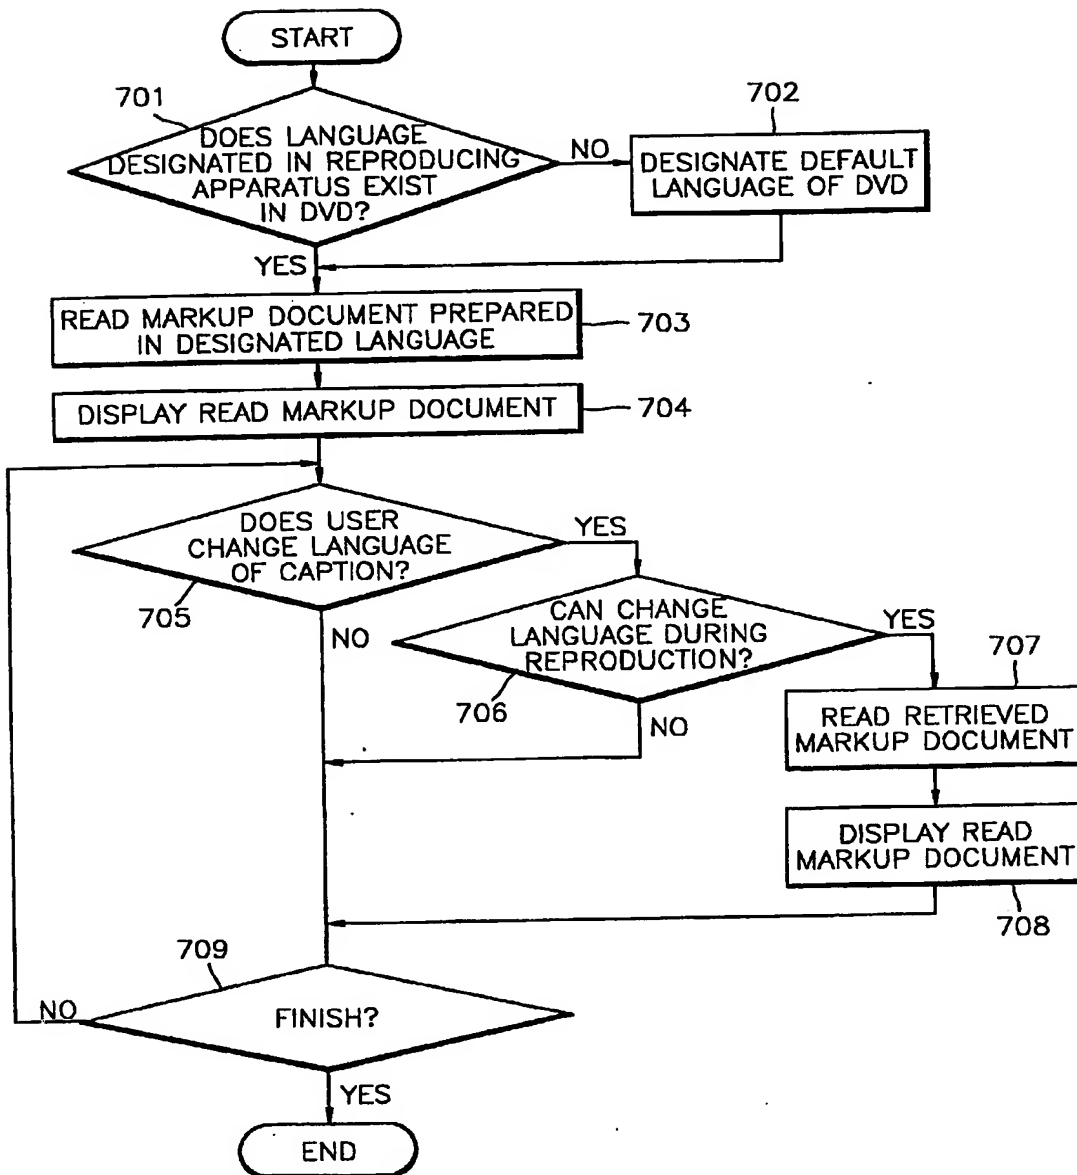 START
701
DOES LANGUAGE
DESIGNATED IN REPRODUCING
APPARATUS EXIST
IN DVD?
NO
702
DESIGNATE DEFAULT
LANGUAGE OF DVD
YES
READ MARKUP DOCUMENT PREPARED
IN DESIGNATED LANGUAGE
703
DISPLAY READ MARKUP DOCUMENT
704
DOES USER
CHANGE LANGUAGE
OF CAPTION?
705
YES
NO
CAN CHANGE
LANGUAGE DURING
REPRODUCTION?
706
YES
NO
707
READ RETRIEVED
MARKUP DOCUMENT
DISPLAY READ
MARKUP DOCUMENT
708
709
FINISH?
NO
YES
END